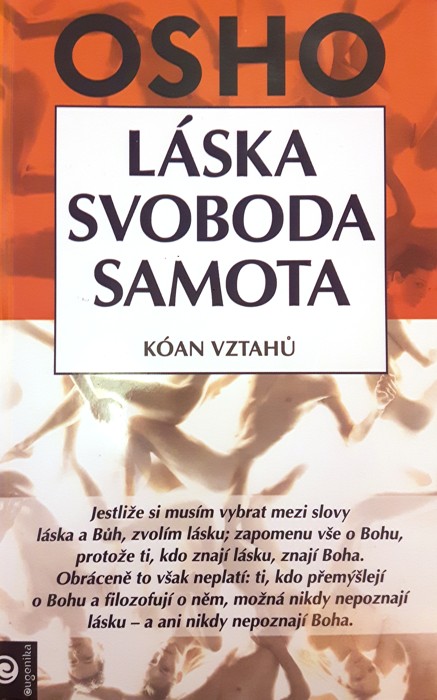 OSHO
LÁSKA
SVOBODA
SAMOTA
KÓAN VZTAHŮ
Jestliže si musím vybrat mezi slovy
láska a Bůh, zvolím lásku; zapomenu vše o Bohu,
protože ti, kdo znají lásku, znají Boha.
Obráceně to však neplatí: ti, kdo přemýšlejí
o Bohu a filozofují o něm, možná nikdy nepoznají
lásku – a ani nikdy nepoznají Boha.
eugenika